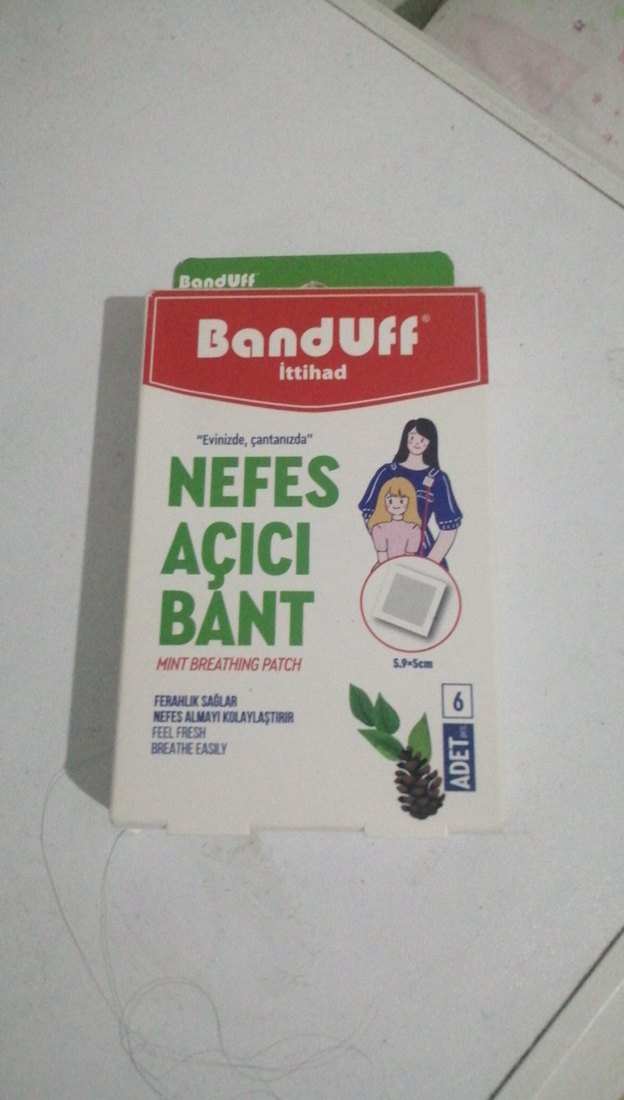 BandUff
BandUff®
İttihad
"Evinizde, çantanızda"
NEFES
AÇICI
BANT
MINT BREATHING PATCH
5.9×5cm
FERAHLIK SAĞLAR
NEFES ALMAYI KOLAYLAŞTIRIR
FEEL FRESH
BREATHE EASILY
6
ADET